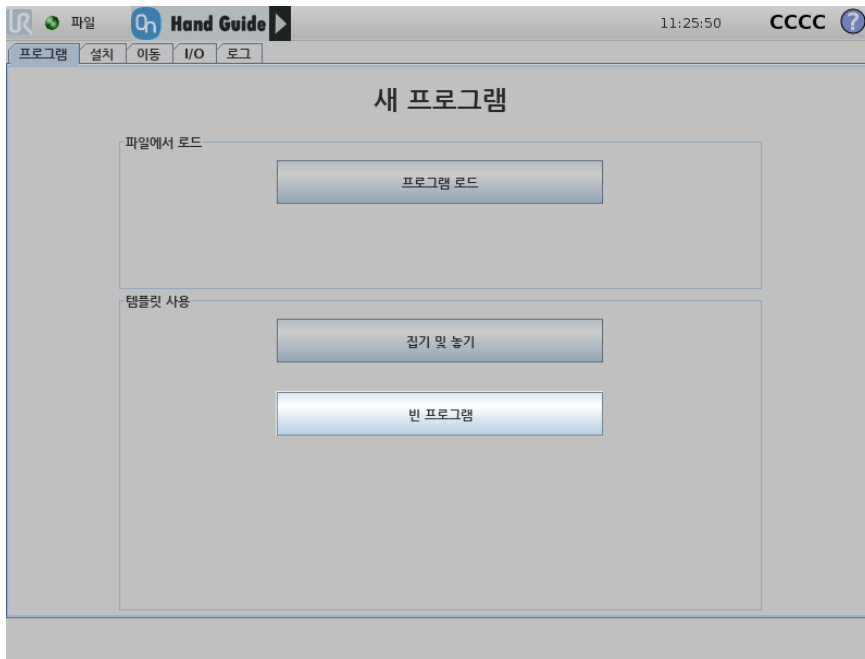 UR 파일 On Hand Guide 11:25:50 CCCC ?
프로그램 설치 이동 I/O 로그
새 프로그램
파일에서 로드
프로그램 로드
템플릿 사용
집기 및 놓기
빈 프로그램